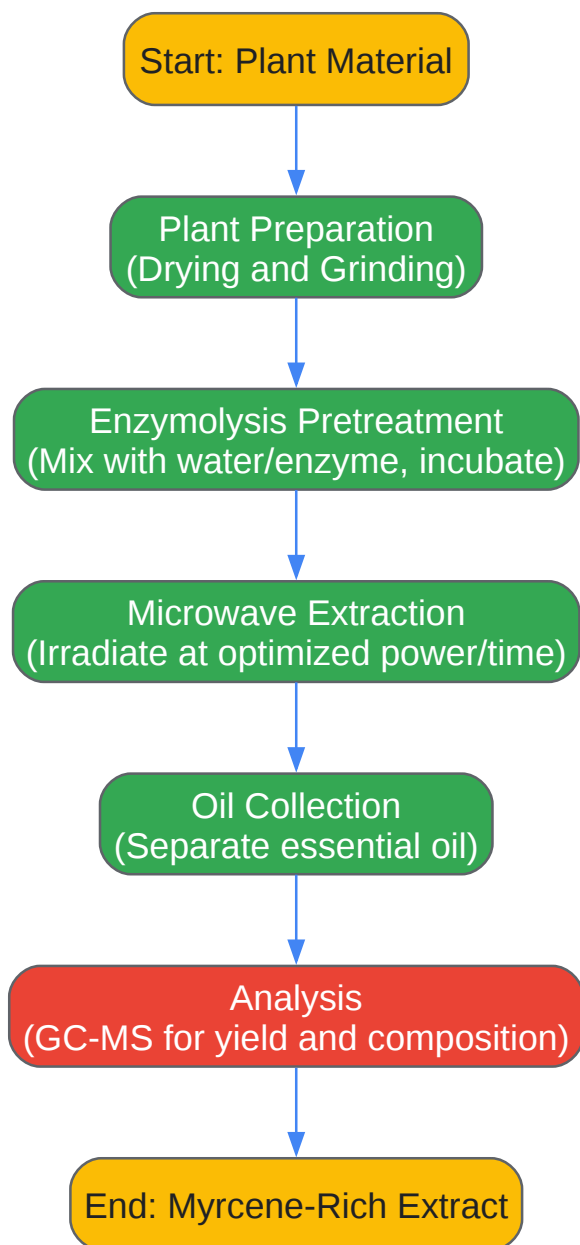 Start: Plant Material
Plant Preparation
(Drying and Grinding)
Enzymolysis Pretreatment
(Mix with water/enzyme, incubate)
Microwave Extraction
(Irradiate at optimized power/time)
Oil Collection
(Separate essential oil)
Analysis
(GC-MS for yield and composition)
End: Myrcene-Rich Extract